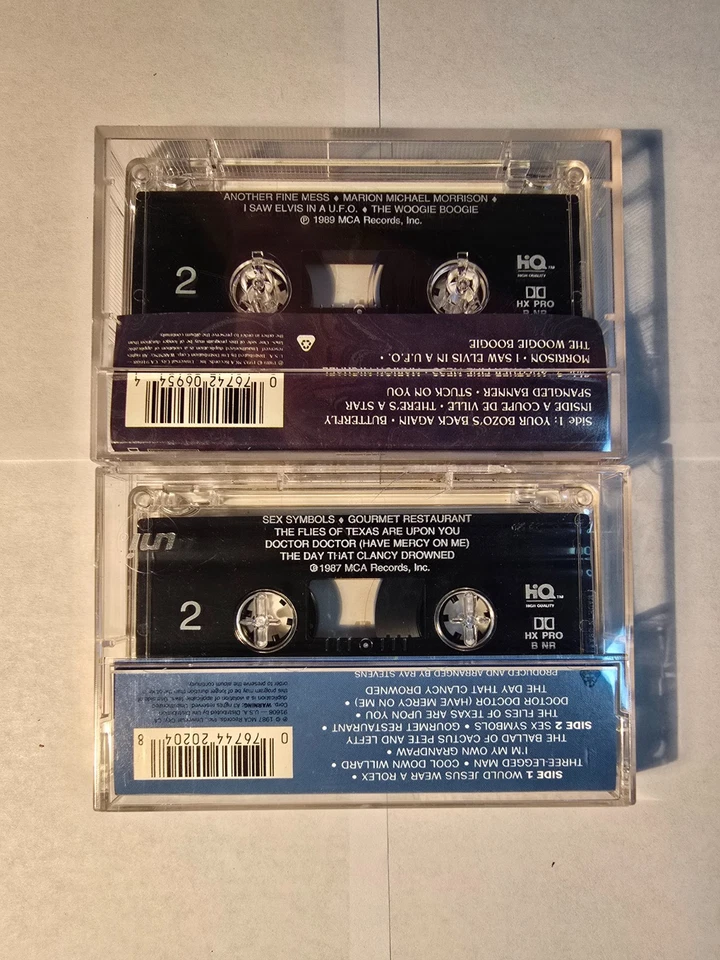 ANOTHER FINE MESS ♦ MARION MICHAEL MORRISON ♦
I SAW ELVIS IN A U.F.O. ♦ THE WOOGIE BOOGIE
℗ 1989 MCA Records, Inc.
2
HiQ™
HIGH QUALITY
HX PRO
B NR
Side 1: YOUR BOZO'S BACK AGAIN • BUTTERFLY
INSIDE COUPE DE VILLE • THERE'S A STAR
SPANGLED BANNER • STUCK ON YOU
MORRISON • I SAW ELVIS IN A U.F.O. •
THE WOOGIE BOOGIE
0 76742 06954 4
SEX SYMBOLS ♦ GOURMET RESTAURANT
THE FLIES OF TEXAS ARE UPON YOU
DOCTOR DOCTOR (HAVE MERCY ON ME)
THE DAY THAT CLANCY DROWNED
℗ 1987 MCA Records, Inc.
2
HiQ™
HIGH QUALITY
HX PRO
B NR
SIDE 1 WOULD JESUS WEAR A ROLEX •
THREE-LEGGED MAN • COOL DOWN WILLARD •
I'M MY OWN GRANDPAW •
THE BALLAD OF CACTUS PETE AND LEFTY
SIDE 2 SEX SYMBOLS • GOURMET RESTAURANT •
THE FLIES OF TEXAS ARE UPON YOU •
DOCTOR DOCTOR (HAVE MERCY ON ME) •
THE DAY THAT CLANCY DROWNED
PRODUCED AND ARRANGED BY RAY STEVENS
0 76744 20204 8